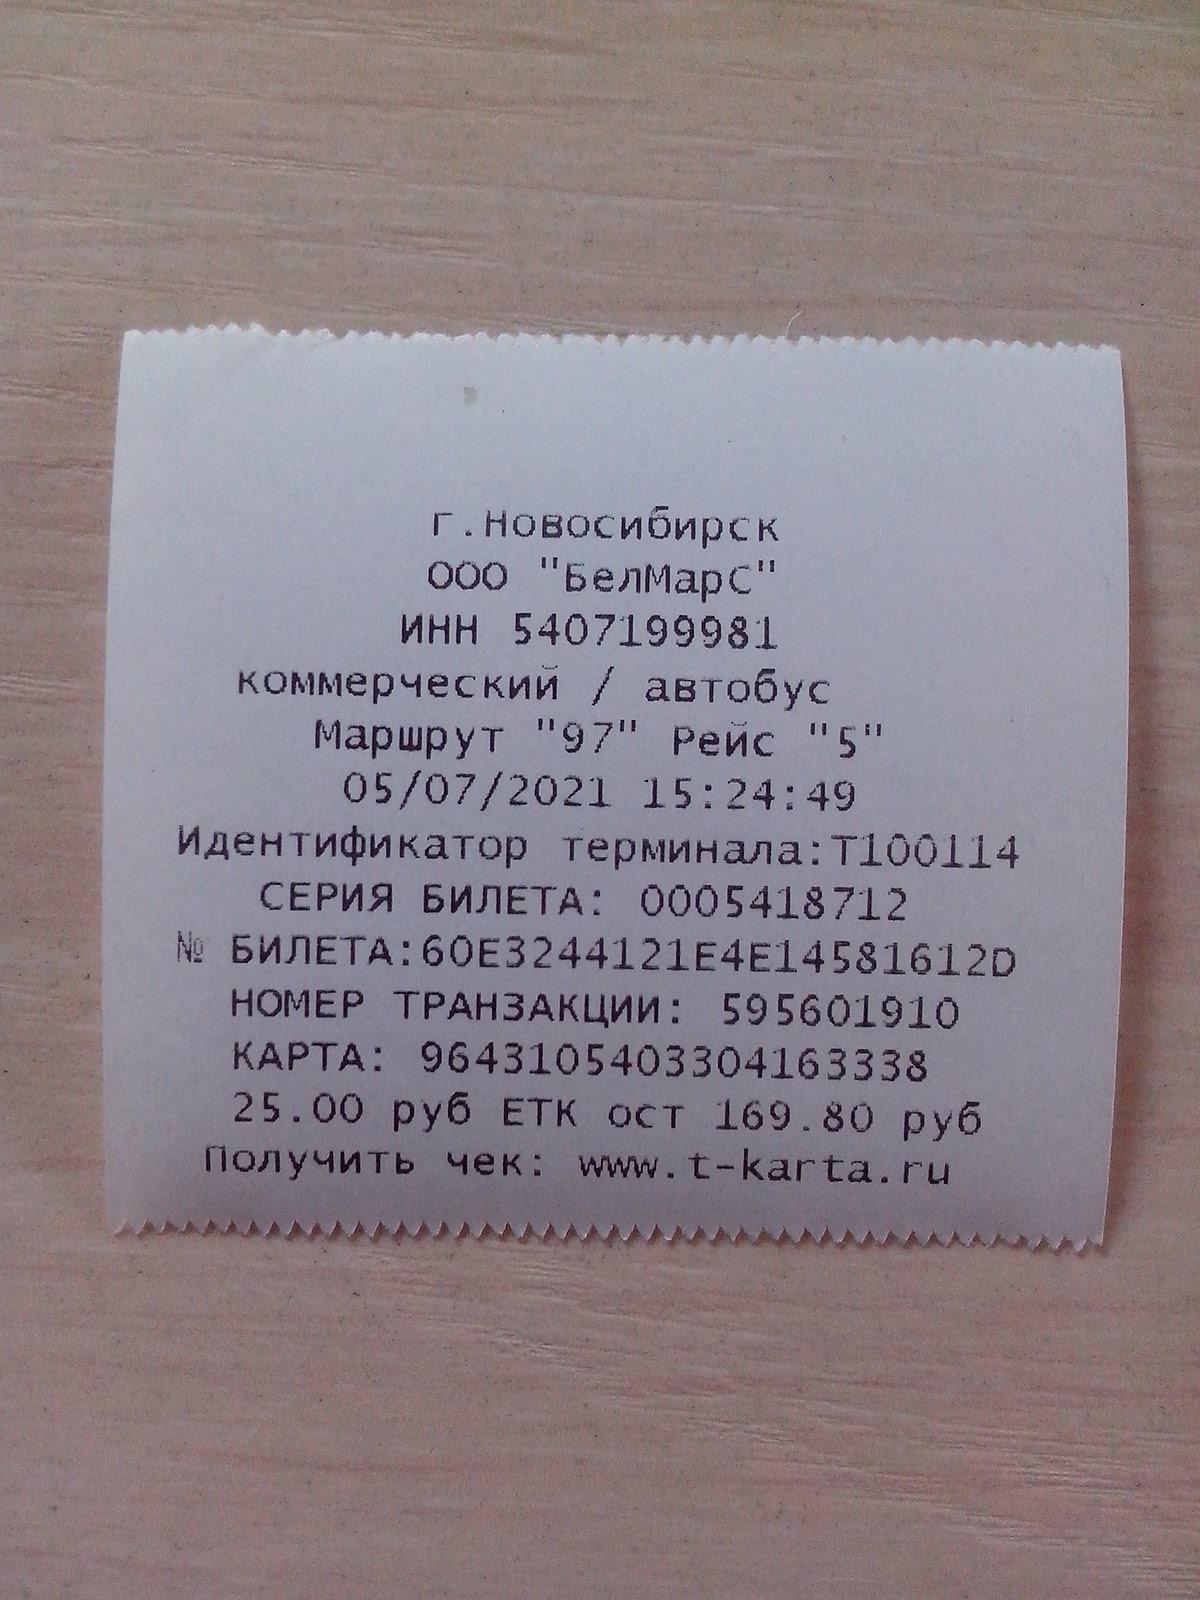 г.Новосибирск
ООО "БелМарС"
ИНН 5407199981
коммерческий / автобус
Маршрут "97" Рейс "5"
05/07/2021 15:24:49
Идентификатор терминала:Т100114
СЕРИЯ БИЛЕТА: 0005418712
№ БИЛЕТА:60E3244121E4E14581612D
НОМЕР ТРАНЗАКЦИИ: 595601910
КАРТА: 9643105403304163338
25.00 руб ЕТК ост 169.80 руб
Получить чек: www.t-karta.ru